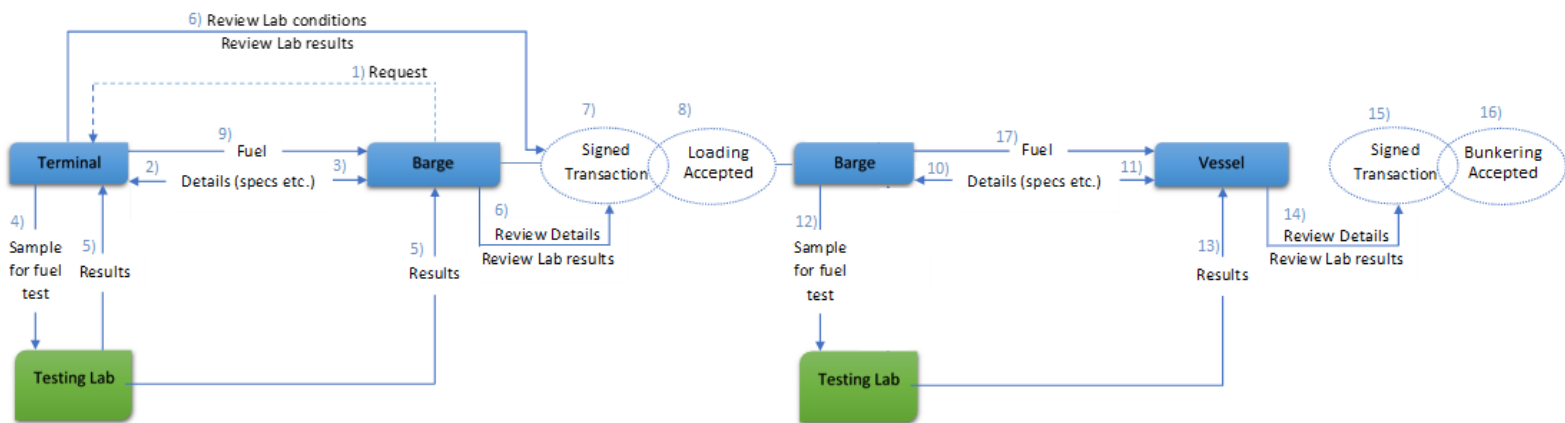 6) Review Lab conditions
Review Lab results
1) Request
7)
8)
15)
16)
9)
Fuel
17)
Fuel
Terminal
Barge
Signed
Transaction
Loading
Accepted
Barge
Vessel
Signed
Transaction
Bunkering
Accepted
2)
Details (specs etc.)
3)
10)
Details (specs etc.)
11)
4)
Sample
for fuel
test
5)
Results
5)
Results
6)
Review Details
Review Lab results
12)
Sample
for fuel
test
13)
Results
14)
Review Details
Review Lab results
Testing Lab
Testing Lab